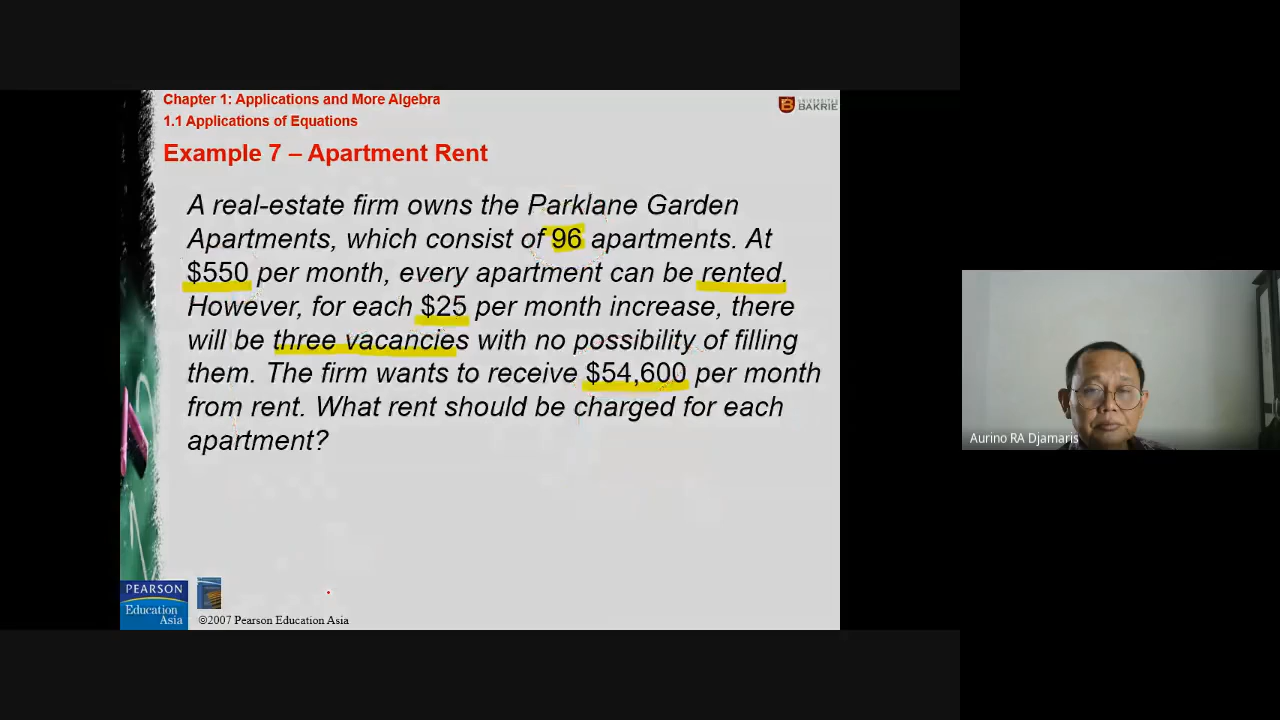 Chapter 1: Applications and More Algebra
1.1 Applications of Equations
Example 7 – Apartment Rent
UNIVERSITAS
BAKRIE
A real-estate firm owns the Parklane Garden
Apartments, which consist of 96 apartments. At
$550 per month, every apartment can be rented.
However, for each $25 per month increase, there
will be three vacancies with no possibility of filling
them. The firm wants to receive $54,600 per month
from rent. What rent should be charged for each
apartment?
PEARSON
Education
Asia
©2007 Pearson Education Asia
Aurino RA Djamaris